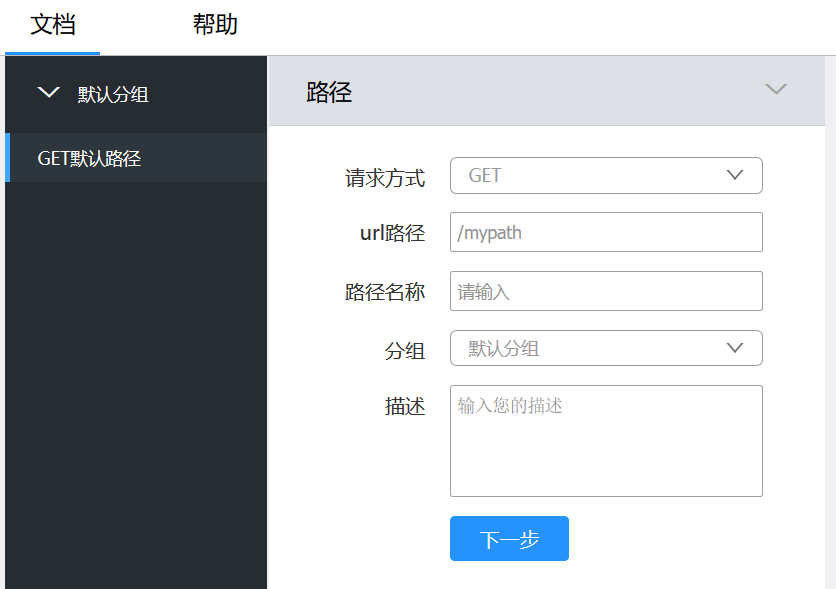 文档
帮助
默认分组
GET默认路径
路径
请求方式
GET
url路径
/mypath
路径名称
请输入
分组
默认分组
描述
输入您的描述
下一步